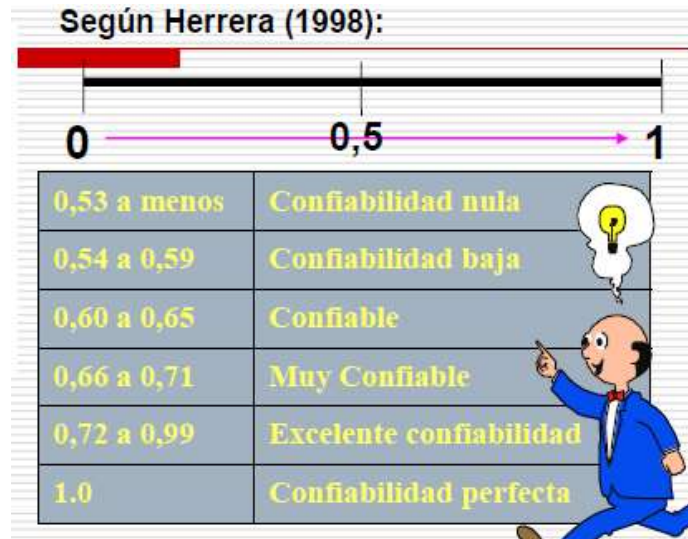 Según Herrera (1998):
0 0,5 1
0,53 a menos Confiabilidad nula
0,54 a 0,59 Confiabilidad baja
0,60 a 0,65 Confiable
0,66 a 0,71 Muy Confiable
0,72 a 0,99 Excelente confiabilidad
1.0 Confiabilidad perfecta